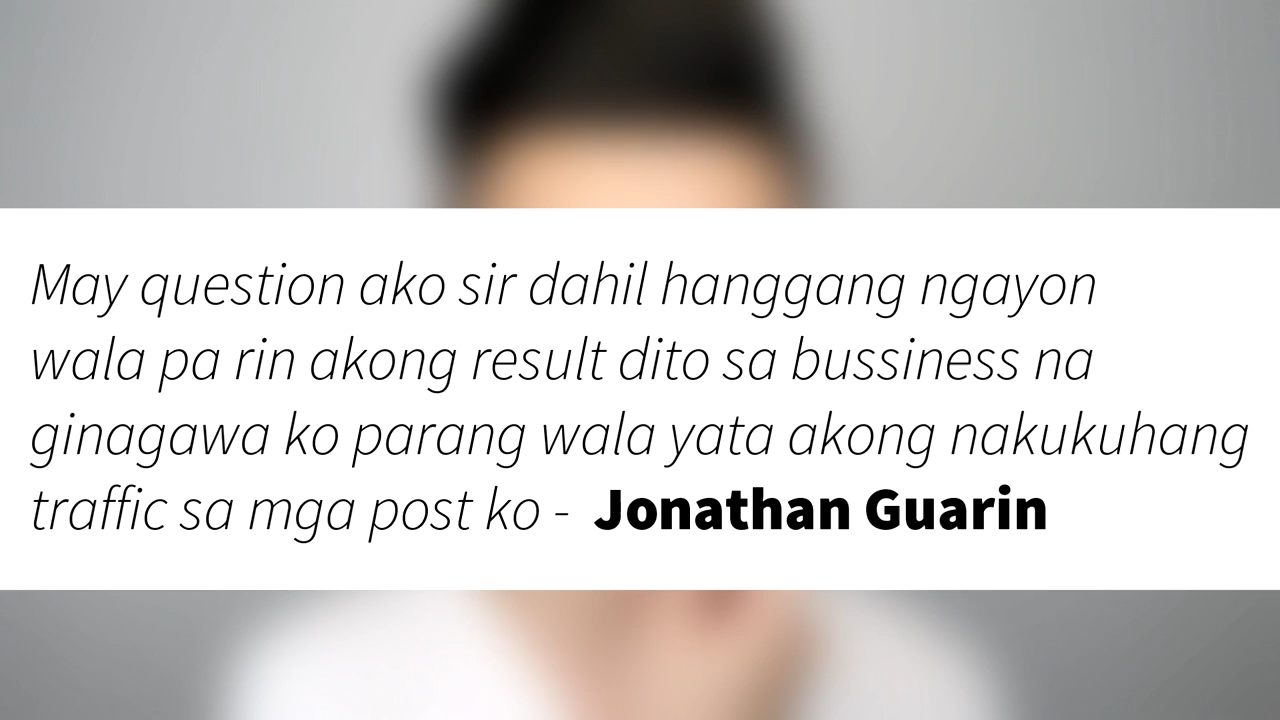 May question ako sir dahil hanggang ngayon
wala pa rin akong result dito sa bussiness na
ginagawa ko parang wala yata akong nakukuhang
traffic sa mga post ko - Jonathan Guarin